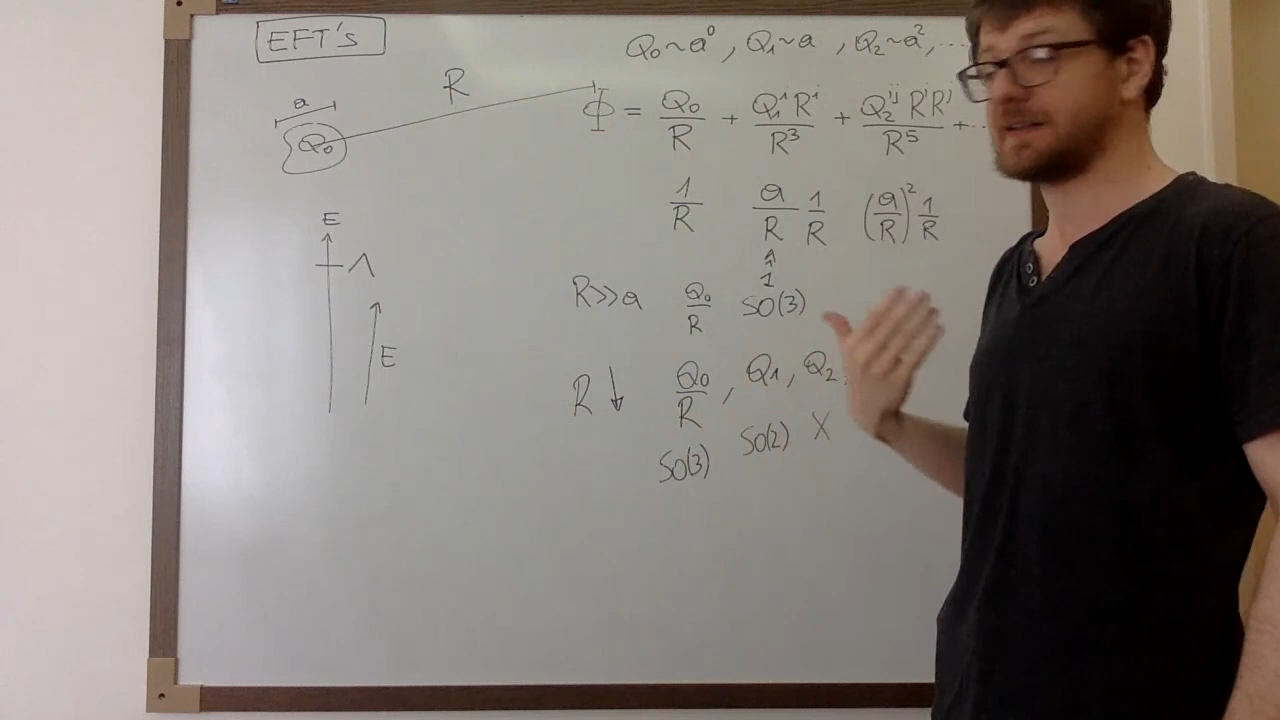 EFT's
Q₀~a⁰, Q₁~a, Q₂~a², ....
R
a
Q₀
Φ = Q₀/R + Q₁ⁱRⁱ/R³ + Q₂ⁱʲRⁱRʲ/R⁵ + ..
1/R a/R 1/R (a/R)² 1/R
1
E
Λ
E
R>>a Q₀/R SO(3)
R↓ Q₀/R, Q₁, Q₂,
SO(3) SO(2) X